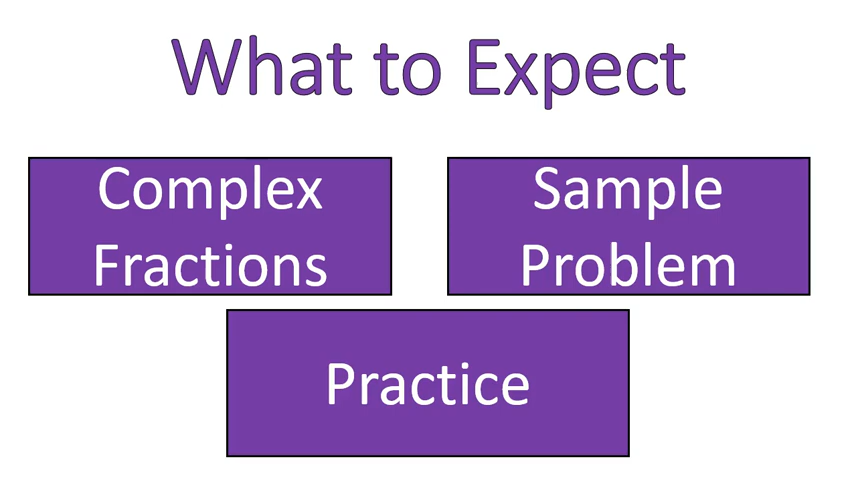 What to Expect
Complex
Fractions
Sample
Problem
Practice